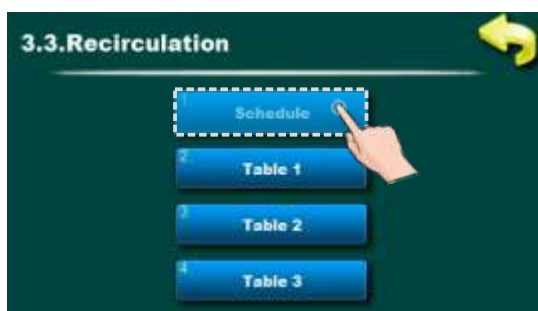 3.3.Recirculation
1 Schedule
2 Table 1
3 Table 2
4 Table 3